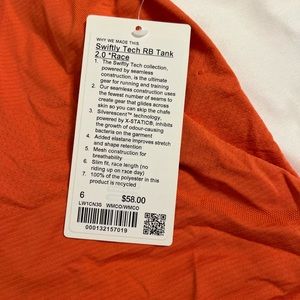 WHY WE MADE THIS
Swiftly Tech RB Tank
2.0 *Race
1. The Swiftly Tech collection,
powered by seamless
construction, is the ultimate
gear for running and training
2. Our seamless construction uses
the fewest number of seams to
create gear that glides across
skin so you can skip the chafe
3. Silverescent™ technology,
powered by X-STATIC®, inhibits
the growth of odour-causing
bacteria on the garment
4. Added elastane improves stretch
and shape retention
5. Mesh construction for
breathability
6. Slim fit, race length (no
riding up on race day)
7. 100% of the polyester in this
product is recycled
6 $58.00
LW1CN3S WMCO/WMCO
000132157019